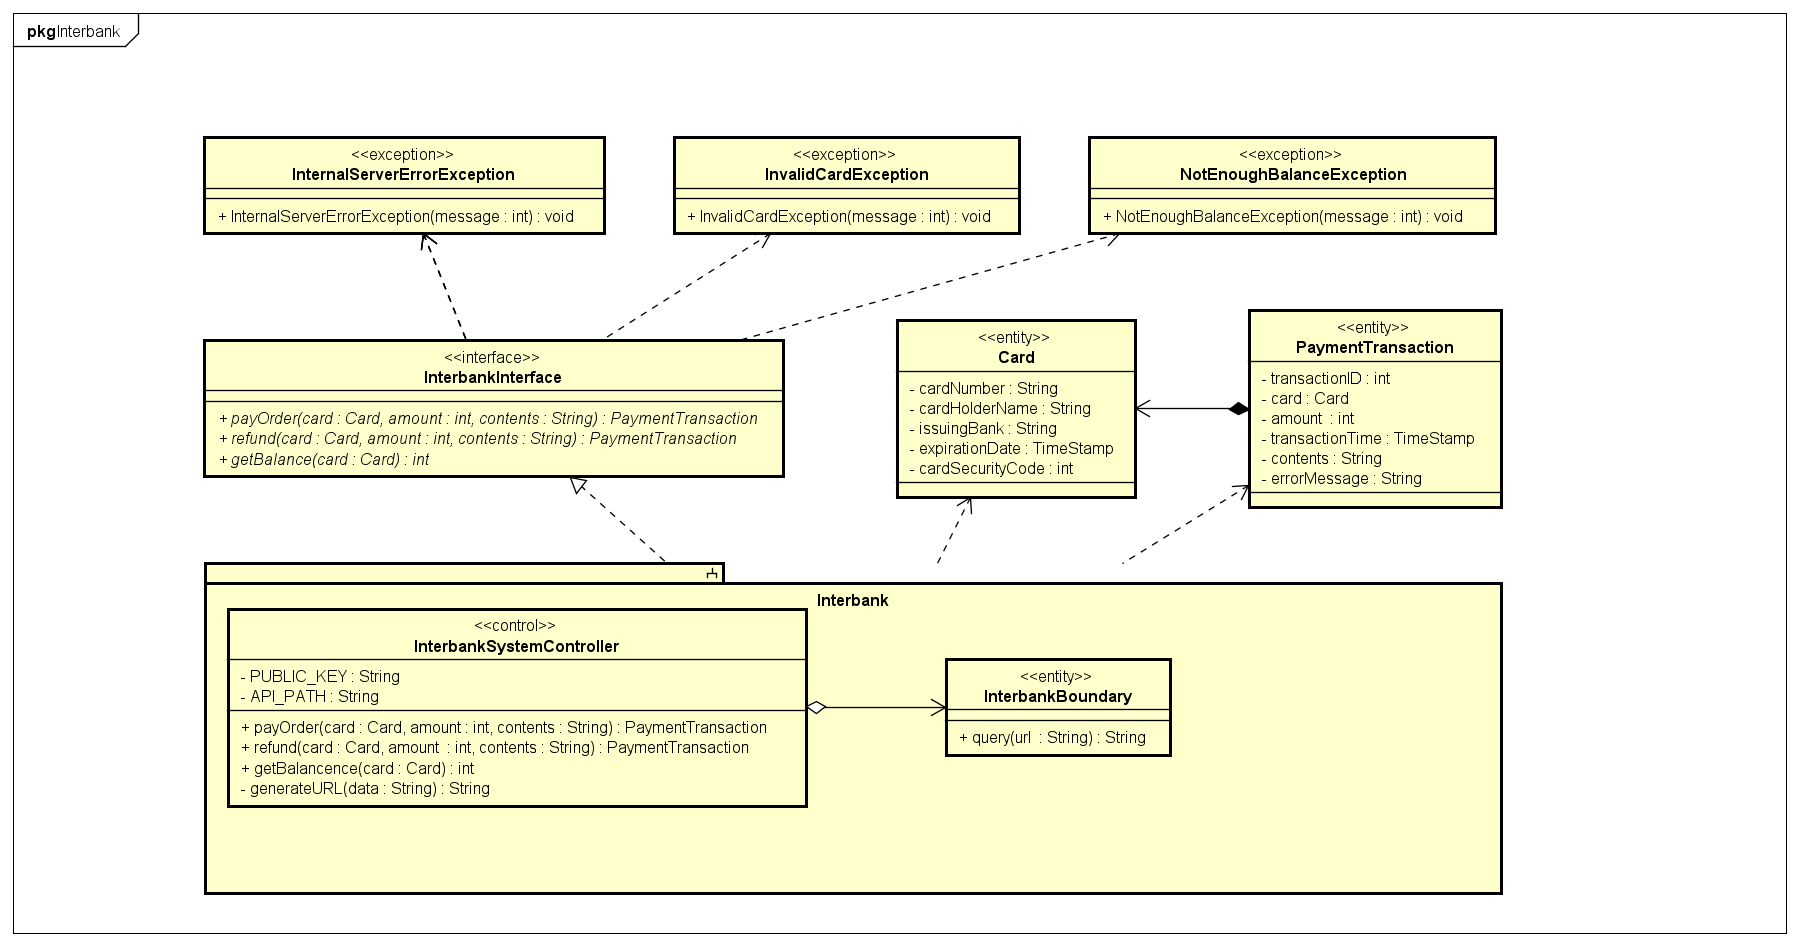 pkgInterbank
<<exception>>
InternalServerErrorException
+ InternalServerErrorException(message : int) : void
<<exception>>
InvalidCardException
+ InvalidCardException(message : int) : void
<<exception>>
NotEnoughBalanceException
+ NotEnoughBalanceException(message : int) : void
<<interface>>
InterbankInterface
+ payOrder(card : Card, amount : int, contents : String) : PaymentTransaction
+ refund(card : Card, amount : int, contents : String) : PaymentTransaction
+ getBalance(card : Card) : int
<<entity>>
Card
- cardNumber : String
- cardHolderName : String
- issuingBank : String
- expirationDate : TimeStamp
- cardSecurityCode : int
<<entity>>
PaymentTransaction
- transactionID : int
- card : Card
- amount : int
- transactionTime : TimeStamp
- contents : String
- errorMessage : String
Interbank
<<control>>
InterbankSystemController
- PUBLIC_KEY : String
- API_PATH : String
+ payOrder(card : Card, amount : int, contents : String) : PaymentTransaction
+ refund(card : Card, amount : int, contents : String) : PaymentTransaction
+ getBalancence(card : Card) : int
- generateURL(data : String) : String
<<entity>>
InterbankBoundary
+ query(url : String) : String